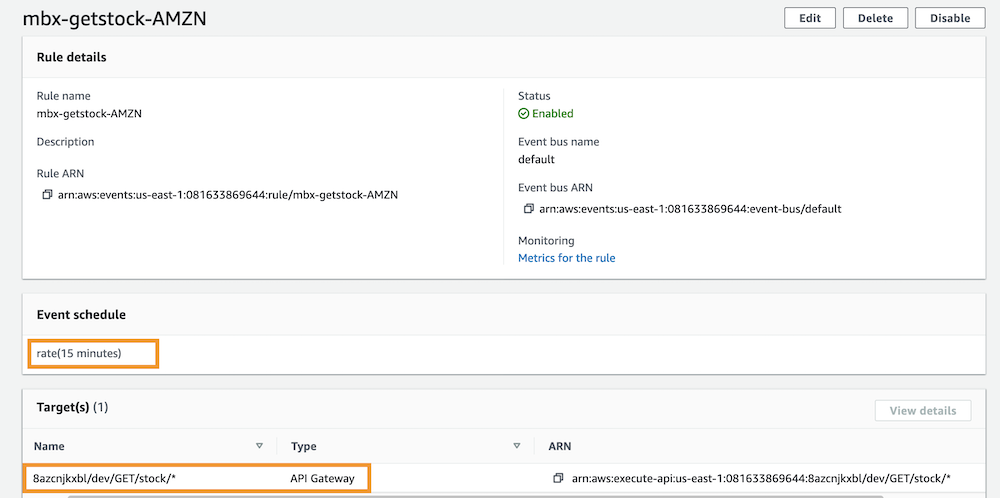 mbx-getstock-AMZN
Edit
Delete
Disable
Rule details
Rule name
mbx-getstock-AMZN
Description
Rule ARN
arn:aws:events:us-east-1:081633869644:rule/mbx-getstock-AMZN
Status
Enabled
Event bus name
default
Event bus ARN
arn:aws:events:us-east-1:081633869644:event-bus/default
Monitoring
Metrics for the rule
Event schedule
rate(15 minutes)
Target(s) (1)
View details
Name Type ARN
8azcnjkxbl/dev/GET/stock/* API Gateway arn:aws:execute-api:us-east-1:081633869644:8azcnjkxbl/dev/GET/stock/*